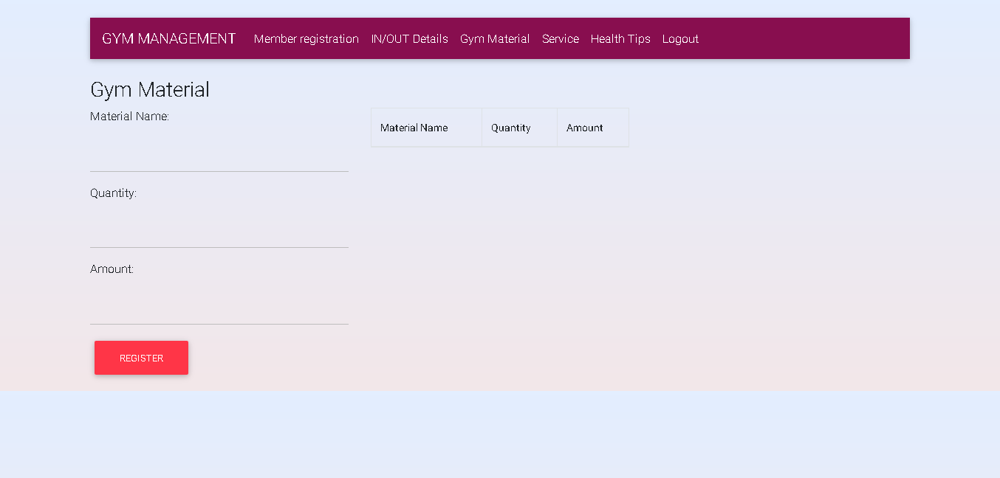 GYM MANAGEMENT Member registration IN/OUT Details Gym Material Service Health Tips Logout
Gym Material
Material Name:
Material Name Quantity Amount
Quantity:
Amount:
REGISTER